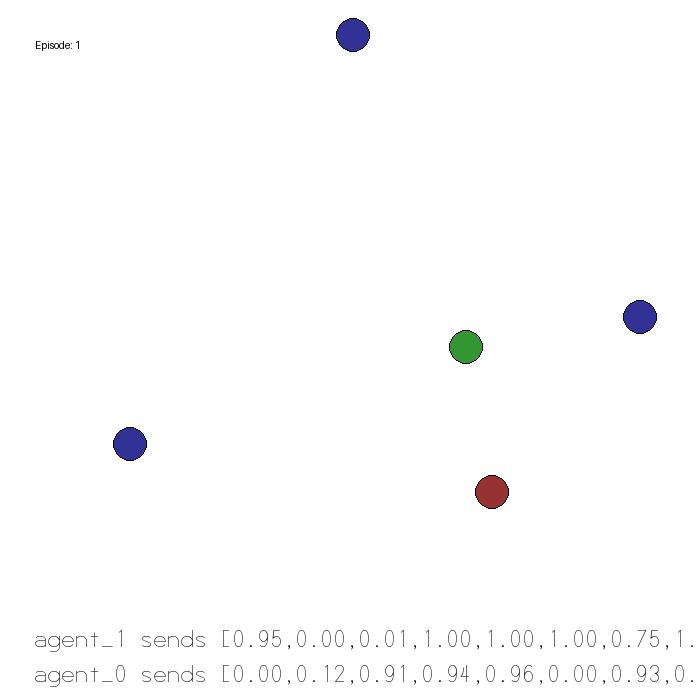 Episode: 1
agent_1 sends [0.95,0.00,0.01,1.00,1.00,1.00,0.75,1.
agent_0 sends [0.00,0.12,0.91,0.94,0.96,0.00,0.93,0.